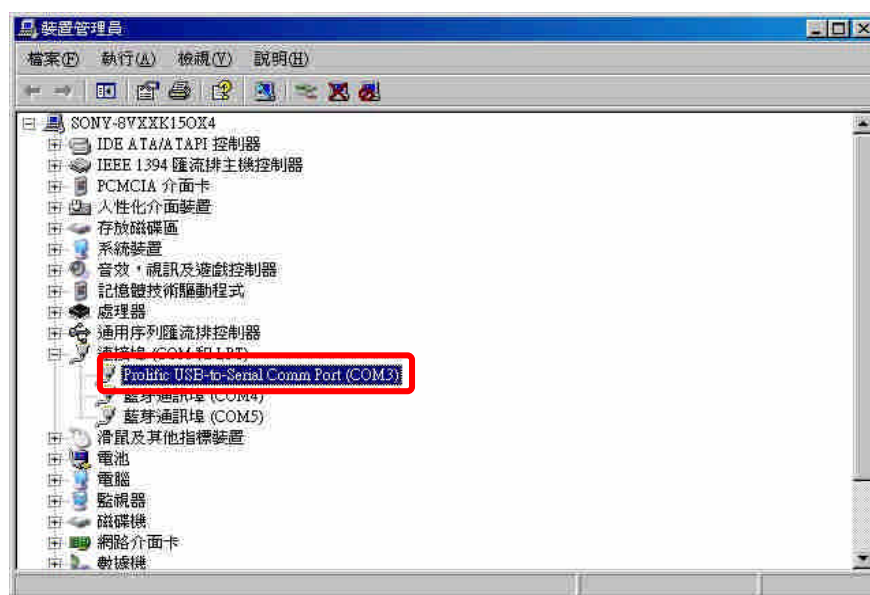 裝置管理員
檔案(F) 執行(A) 檢視(V) 說明(H)
SONY-8VXXK150X4
IDE ATA/ATAPI 控制器
IEEE 1394 匯流排主機控制器
PCMCIA 介面卡
人性化介面裝置
存放磁碟區
系統裝置
音效，視訊及遊戲控制器
記憶體技術驅動程式
處理器
通用序列匯流排控制器
連接埠 (COM 和 LPT)
Prolific USB-to-Serial Comm Port (COM3)
藍芽通訊埠 (COM4)
藍芽通訊埠 (COM5)
滑鼠及其他指標裝置
電池
電腦
監視器
磁碟機
網路介面卡
數據機